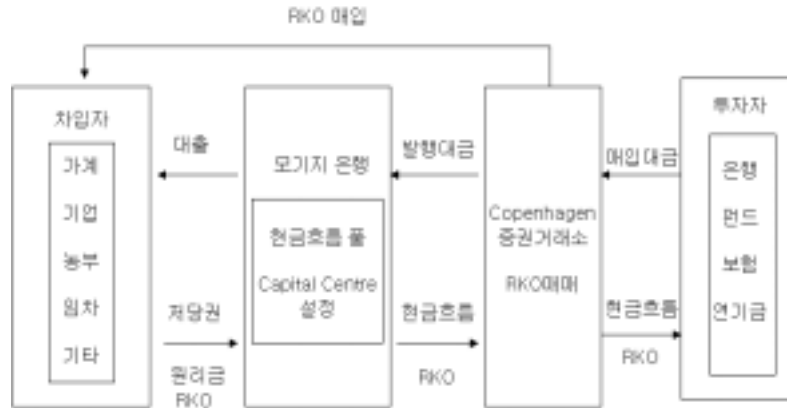 RKO 매입
차입자
가계
기업
농부
임차
기타
대출
저당권
원리금
RKO
모기지 은행
현금흐름 풀
Capital Centre
설정
발행대금
현금흐름
RKO
Copenhagen
증권거래소
RKO매매
매입대금
현금흐름
RKO
투자자
은행
펀드
보험
연기금